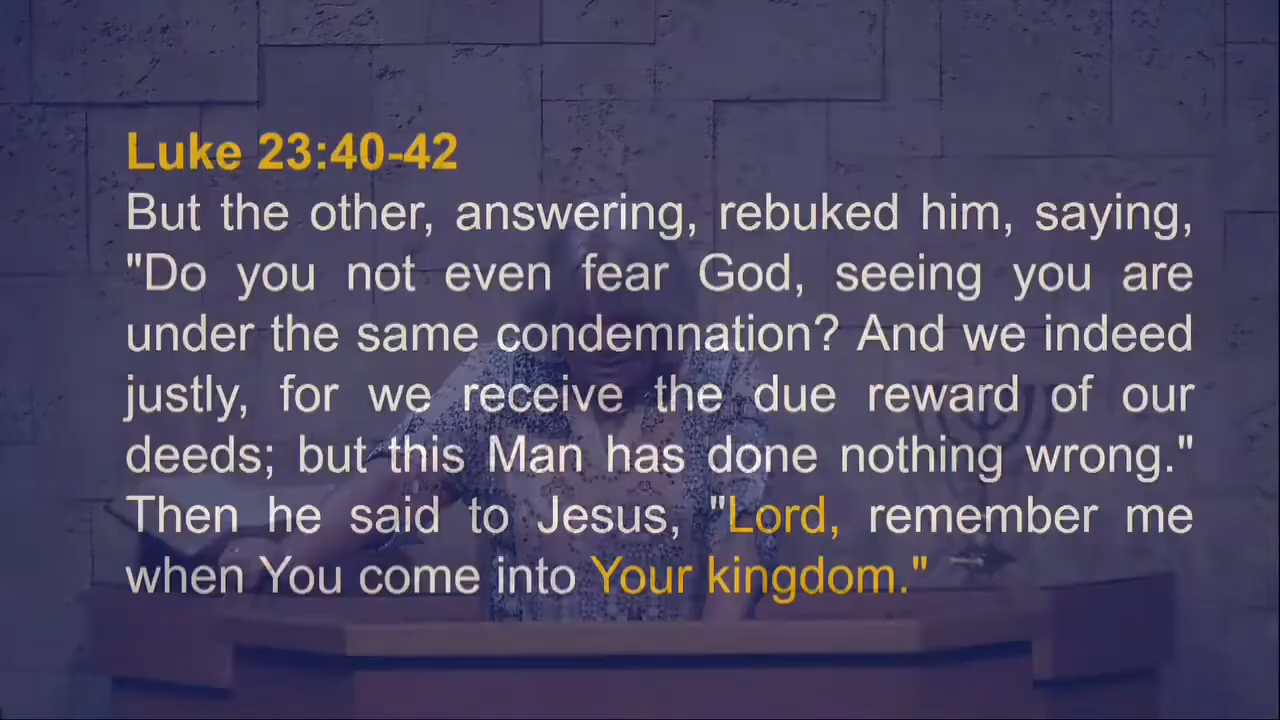 Luke 23:40-42
But the other, answering, rebuked him, saying,
"Do you not even fear God, seeing you are
under the same condemnation? And we indeed
justly, for we receive the due reward of our
deeds; but this Man has done nothing wrong."
Then he said to Jesus, "Lord, remember me
when You come into Your kingdom."